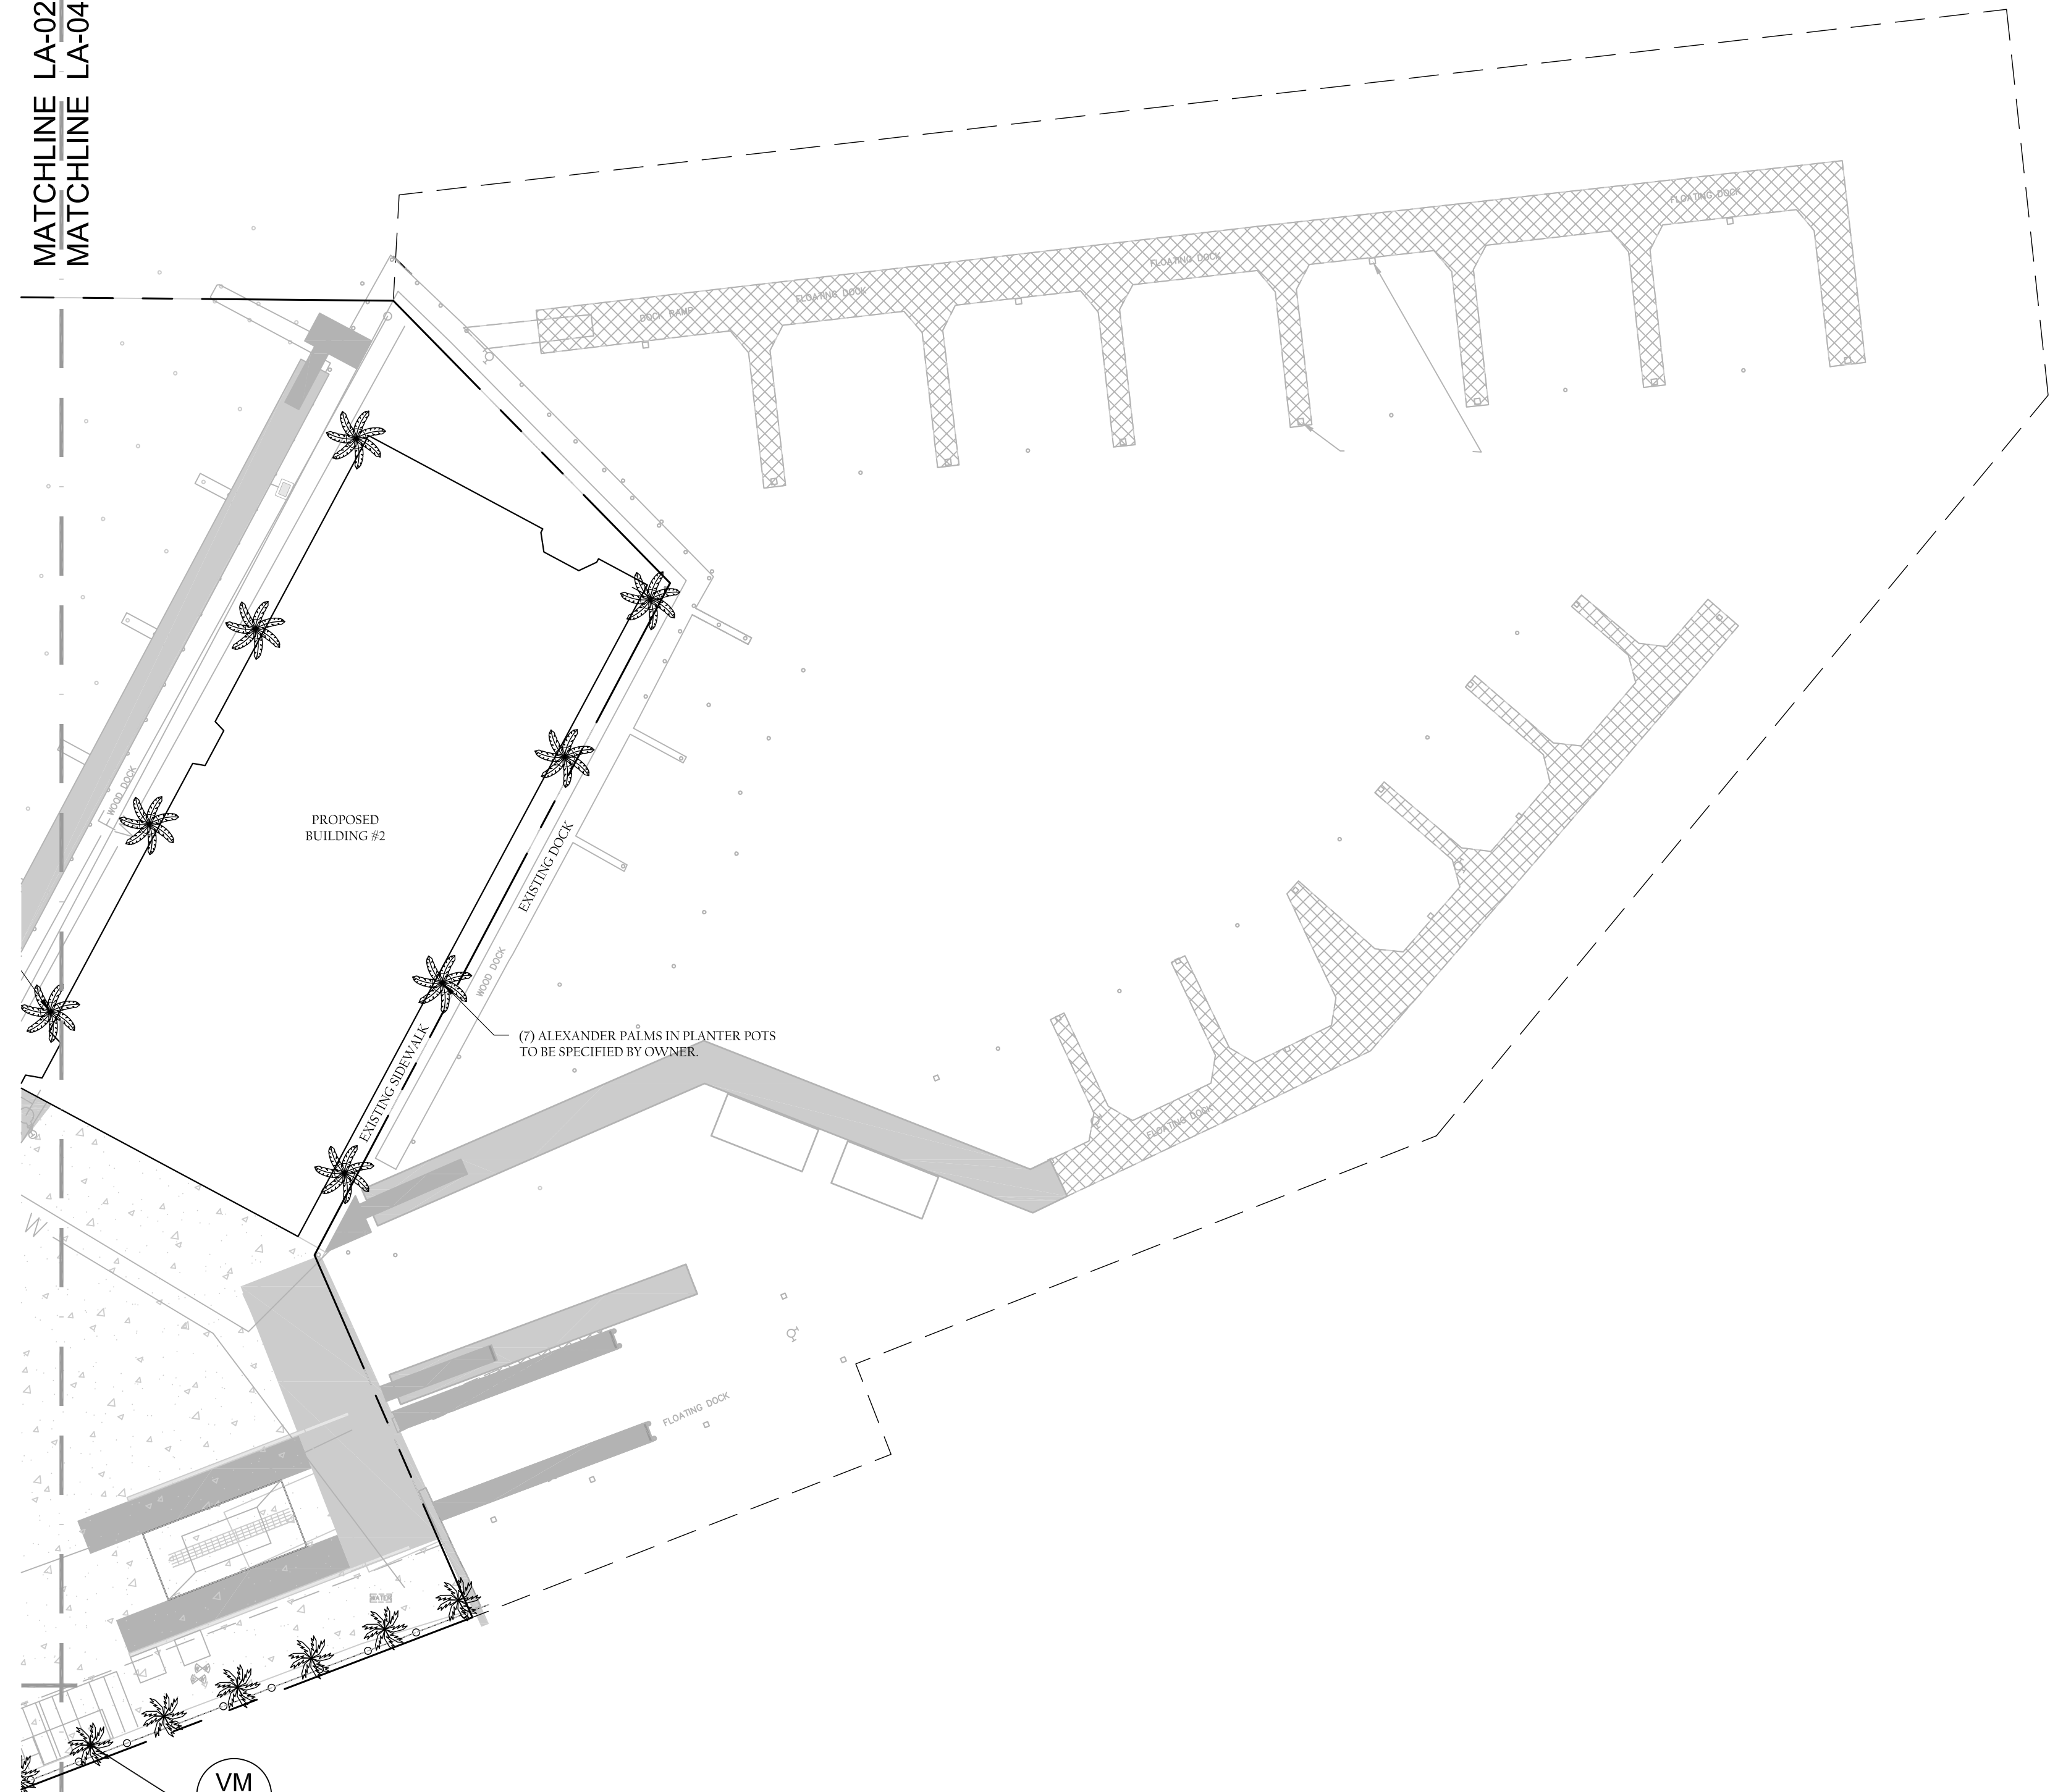 MATCHLINE LA-02
MATCHLINE LA-04
FLOATING DOCK
FLOATING DOCK
FLOATING DOCK
DOCK RAMP
WOOD DOCK
PROPOSED
BUILDING #2
EXISTING DOCK
WOOD DOCK
EXISTING SIDEWALK
(7) ALEXANDER PALMS IN PLANTER POTS
TO BE SPECIFIED BY OWNER.
FLOATING DOCK
W
FLOATING DOCK
WATER
VM